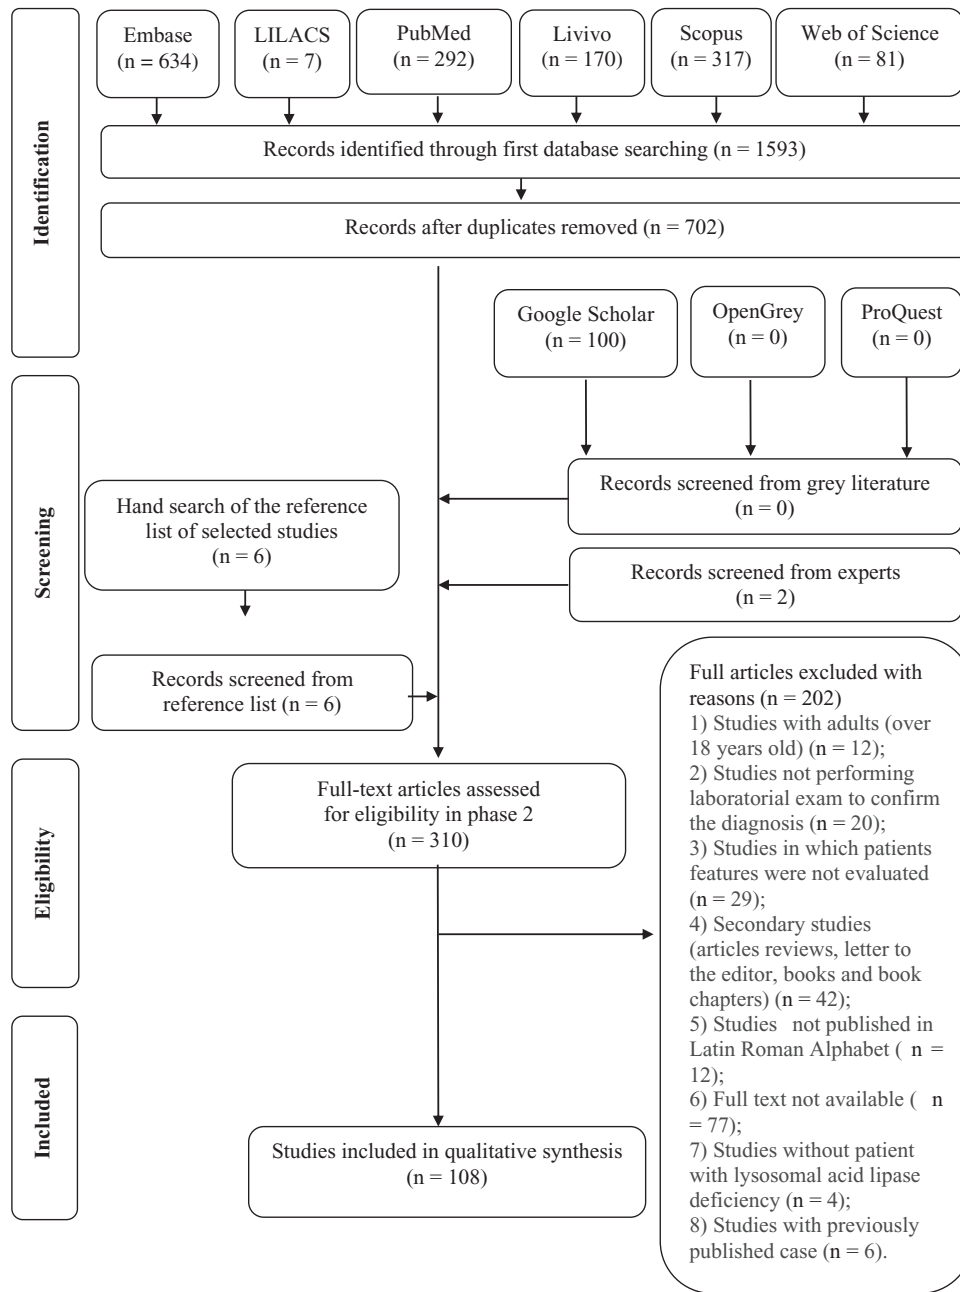 Embase
(n = 634)
LILACS
(n = 7)
PubMed
(n = 292)
Livivo
(n = 170)
Scopus
(n = 317)
Web of Science
(n = 81)
Identification
Records identified through first database searching (n = 1593)
Records after duplicates removed (n = 702)
Google Scholar
(n = 100)
OpenGrey
(n = 0)
ProQuest
(n = 0)
Screening
Records screened from grey literature
(n = 0)
Hand search of the reference
list of selected studies
(n = 6)
Records screened from experts
(n = 2)
Records screened from
reference list (n = 6)
Eligibility
Full-text articles assessed
for eligibility in phase 2
(n = 310)
Full articles excluded with
reasons (n = 202)
1) Studies with adults (over
18 years old) (n = 12);
2) Studies not performing
laboratorial exam to confirm
the diagnosis (n = 20);
3) Studies in which patients
features were not evaluated
(n = 29);
4) Secondary studies
(articles reviews, letter to
the editor, books and book
chapters) (n = 42);
5) Studies not published in
Latin Roman Alphabet ( n =
12);
6) Full text not available ( n
= 77);
7) Studies without patient
with lysosomal acid lipase
deficiency (n = 4);
8) Studies with previously
published case (n = 6).
Included
Studies included in qualitative synthesis
(n = 108)